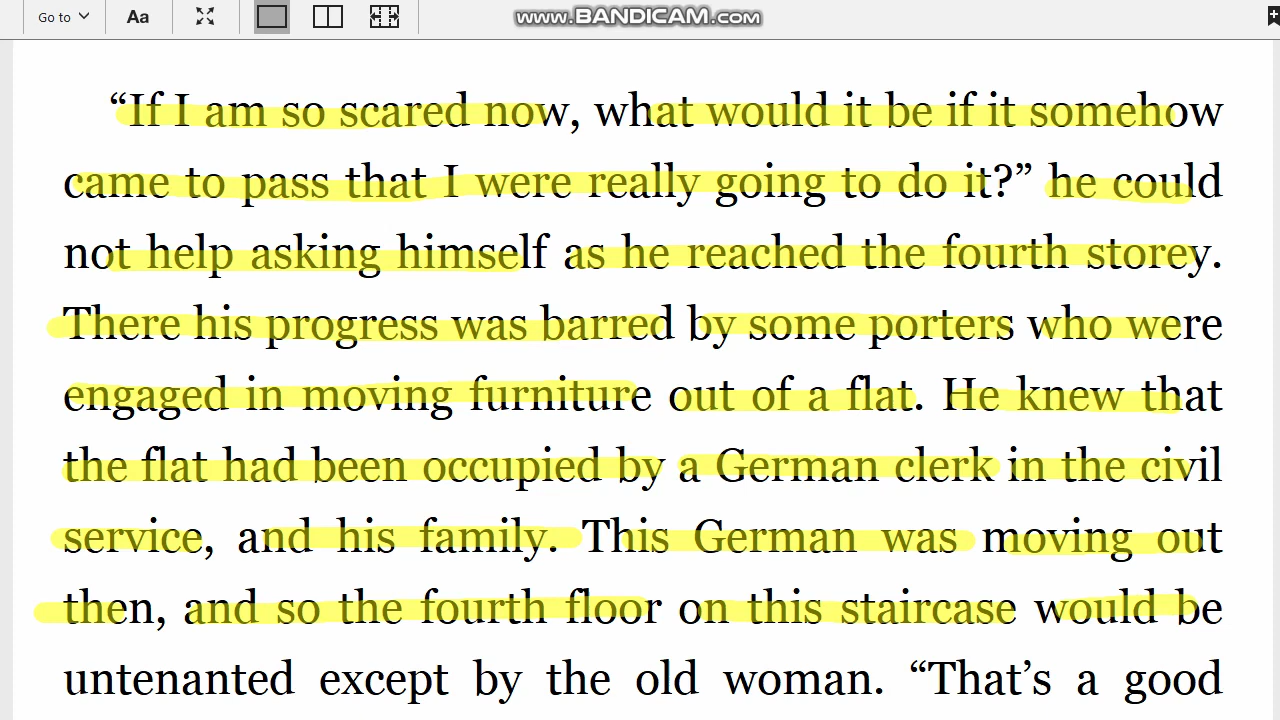 Go to Aa www.BANDICAM.com
“If I am so scared now, what would it be if it somehow
came to pass that I were really going to do it?” he could
not help asking himself as he reached the fourth storey.
There his progress was barred by some porters who were
engaged in moving furniture out of a flat. He knew that
the flat had been occupied by a German clerk in the civil
service, and his family. This German was moving out
then, and so the fourth floor on this staircase would be
untenanted except by the old woman. “That’s a good